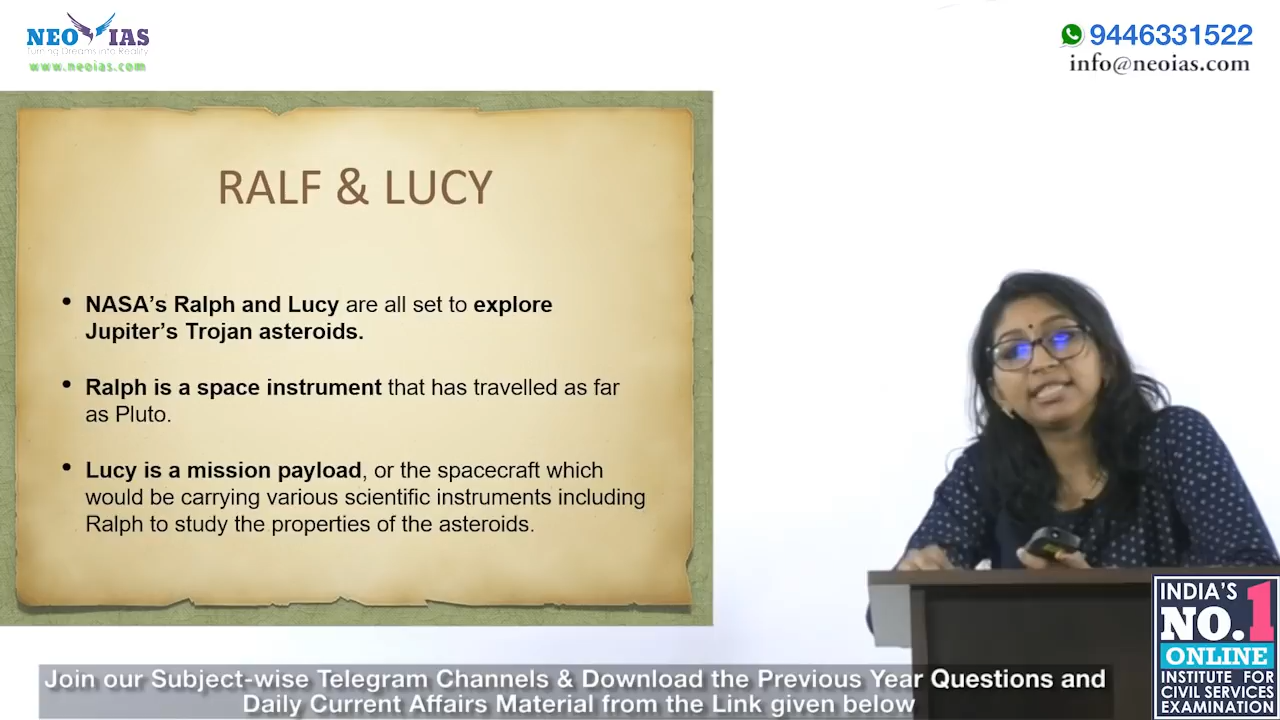 NEO IAS
Turning Dreams into Reality
www.neoias.com
9446331522
info@neoias.com
RALF & LUCY
• NASA’s Ralph and Lucy are all set to explore
Jupiter’s Trojan asteroids.
• Ralph is a space instrument that has travelled as far
as Pluto.
• Lucy is a mission payload, or the spacecraft which
would be carrying various scientific instruments including
Ralph to study the properties of the asteroids.
INDIA'S
NO.1
ONLINE
INSTITUTE FOR
CIVIL SERVICES
EXAMINATION
Join our Subject-wise Telegram Channels & Download the Previous Year Questions and
Daily Current Affairs Material from the Link given below